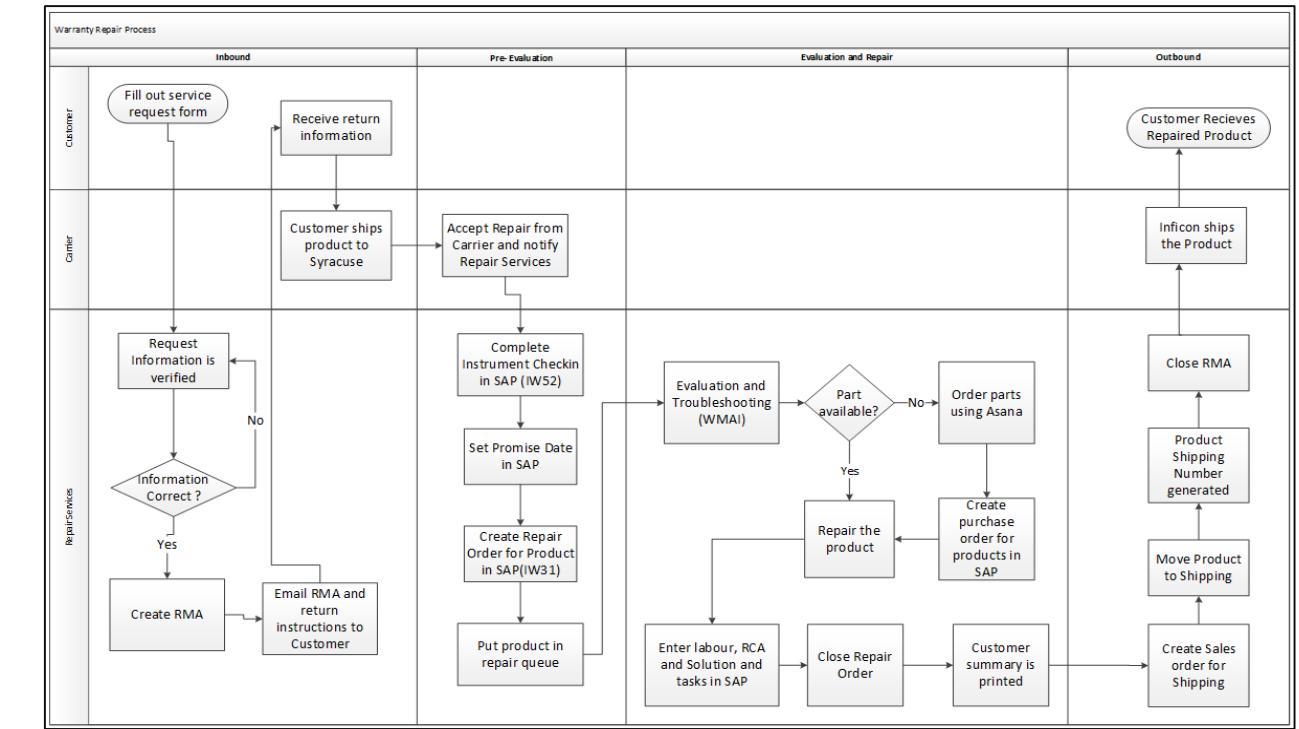 Warranty Repair Process
Inbound
Pre-Evaluation
Evaluation and Repair
Outbound
Customer
Fill out service
request form
Receive return
information
Customer Recieves
Repaired Product
Carrier
Customer ships
product to
Syracuse
Accept Repair from
Carrier and notify
Repair Services
Inficon ships
the Product
Repair Services
Request
Information is
verified
No
Information
Correct ?
Yes
Create RMA
Email RMA and
return
instructions to
Customer
Complete
Instrument Checkin
in SAP (IW52)
Set Promise Date
in SAP
Create Repair
Order for Product
in SAP(IW31)
Put product in
repair queue
Evaluation and
Troubleshooting
(WMAI)
Part
available?
No
Order parts
using Asana
Yes
Repair the
product
Create
purchase
order for
products in
SAP
Enter labour, RCA
and Solution and
tasks in SAP
Close Repair
Order
Customer
summary is
printed
Close RMA
Product
Shipping
Number
generated
Move Product
to Shipping
Create Sales
order for
Shipping